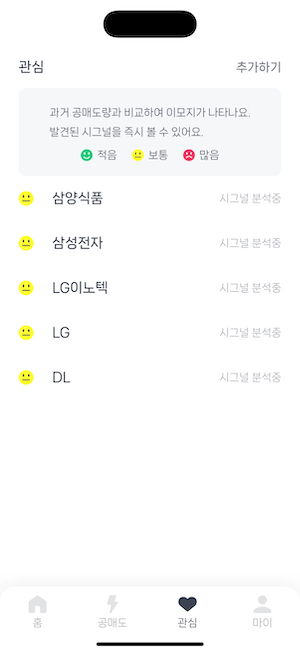 관심 추가하기
과거 공매도량과 비교하여 이모지가 나타나요.
발견된 시그널을 즉시 볼 수 있어요.
적음 보통 많음
삼양식품 시그널 분석중
삼성전자 시그널 분석중
LG이노텍 시그널 분석중
LG 시그널 분석중
DL 시그널 분석중
홈 공매도 관심 마이